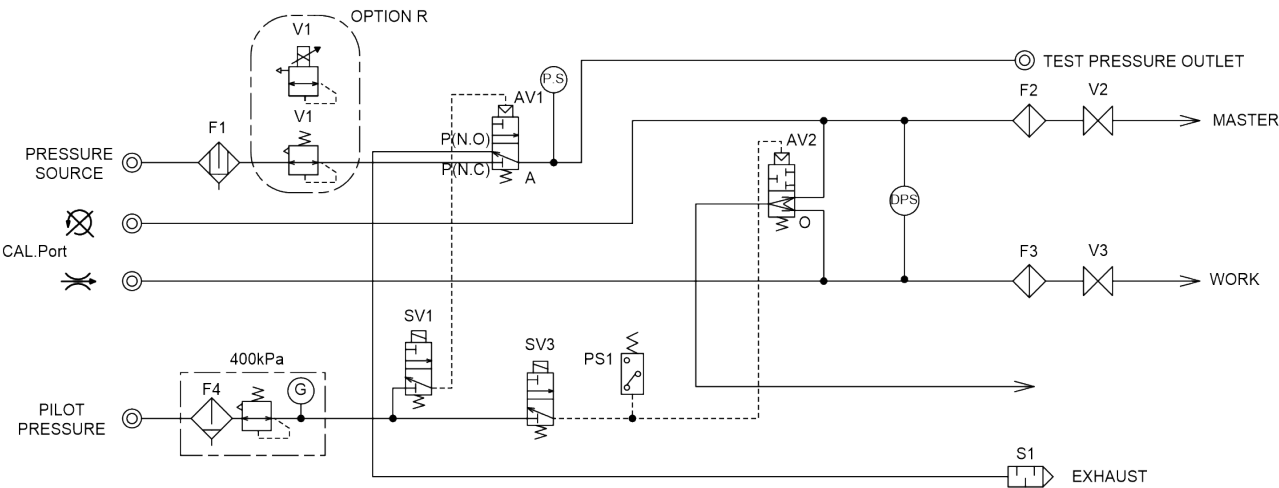 OPTION R
V1
TEST PRESSURE OUTLET
P.S
F2
V2
AV1
V1
F1
MASTER
P(N.O)
AV2
PRESSURE
SOURCE
P(N.C)
A
DPS
O
CAL.Port
F3
V3
WORK
SV1
SV3
PS1
400kPa
F4
G
PILOT
PRESSURE
S1
EXHAUST